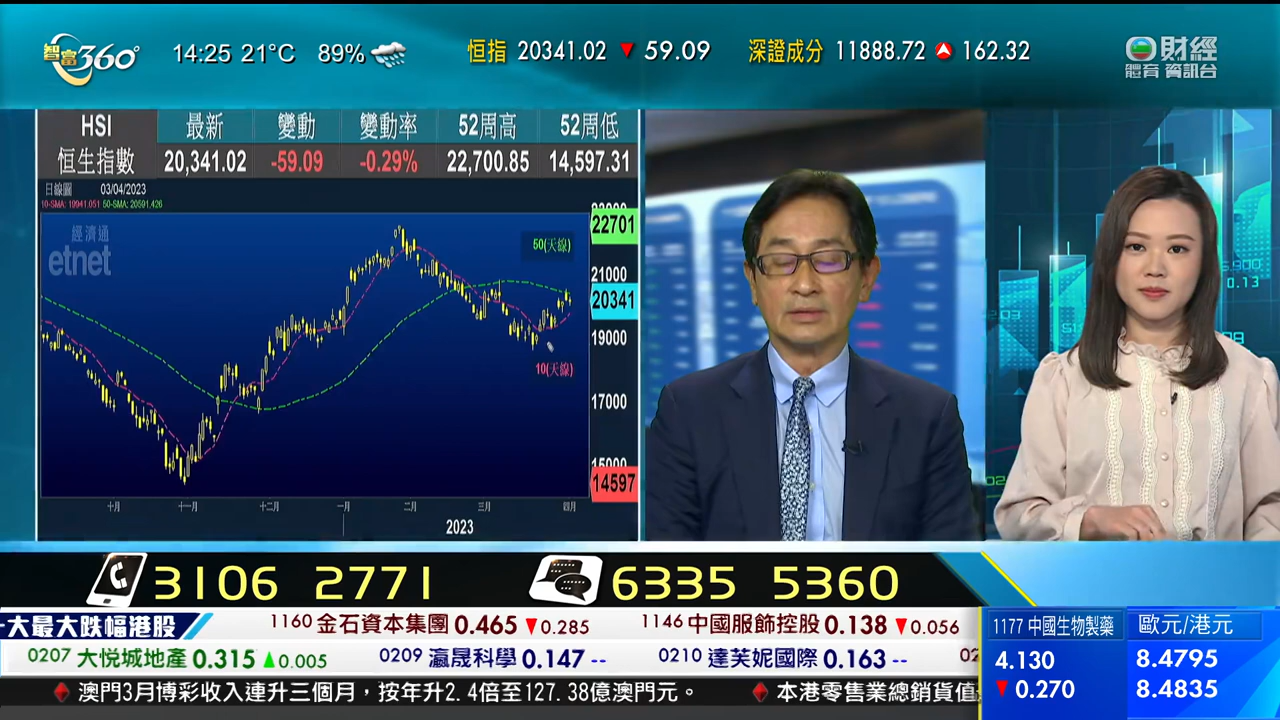 智富360°
14:25 21°C 89%
恒指 20341.02 ▼ 59.09 深證成分 11888.72 ▲ 162.32
財經
體育 資訊台
HSI 最新 變動 變動率 52周高 52周低
恒生指數 20,341.02 -59.09 -0.29% 22,700.85 14,597.31
日線圖 03/04/2023
10-SMA: 19941.051 50-SMA: 20591.426
經濟通
etnet
50(天線)
10(天線)
22701
21000
20341
19000
17000
15000
14597
十月 十一月 十二月 一月 二月 三月 四月
2023
3106 2771 6335 5360
十大最大跌幅港股 1160 金石資本集團 0.465 ▼0.285 1146 中國服飾控股 0.138 ▼0.056
0207 大悦城地產 0.315 ▲0.005 0209 瀛晟科學 0.147 -- 0210 達芙妮國際 0.163 -- 02
澳門3月博彩收入連升三個月，按年升2.4倍至127.38億澳門元。 本港零售業總銷貨值
1177 中國生物製藥
4.130
▼ 0.270
歐元/港元
8.4795
8.4835